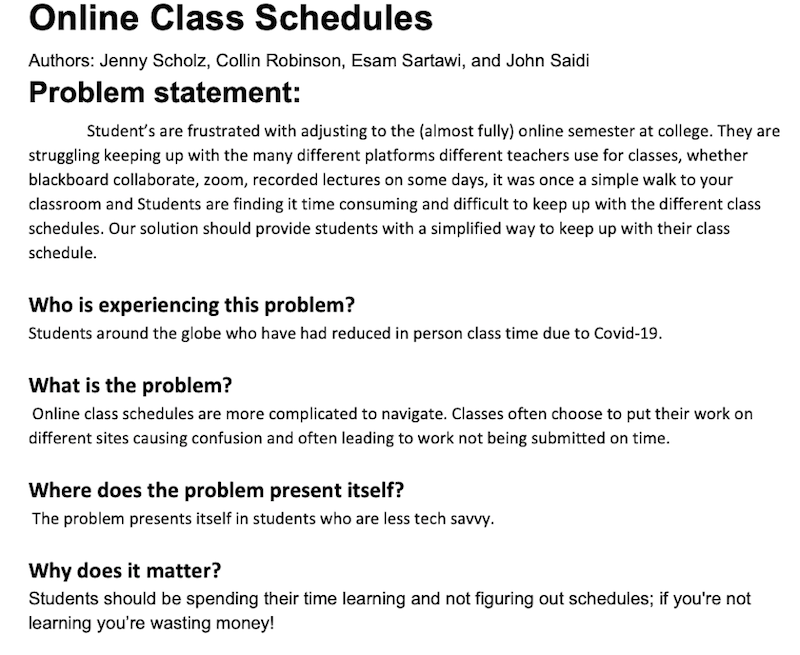 Online Class Schedules
Authors: Jenny Scholz, Collin Robinson, Esam Sartawi, and John Saidi
Problem statement:
Student’s are frustrated with adjusting to the (almost fully) online semester at college. They are
struggling keeping up with the many different platforms different teachers use for classes, whether
blackboard collaborate, zoom, recorded lectures on some days, it was once a simple walk to your
classroom and Students are finding it time consuming and difficult to keep up with the different class
schedules. Our solution should provide students with a simplified way to keep up with their class
schedule.
Who is experiencing this problem?
Students around the globe who have had reduced in person class time due to Covid-19.
What is the problem?
Online class schedules are more complicated to navigate. Classes often choose to put their work on
different sites causing confusion and often leading to work not being submitted on time.
Where does the problem present itself?
The problem presents itself in students who are less tech savvy.
Why does it matter?
Students should be spending their time learning and not figuring out schedules; if you're not
learning you’re wasting money!